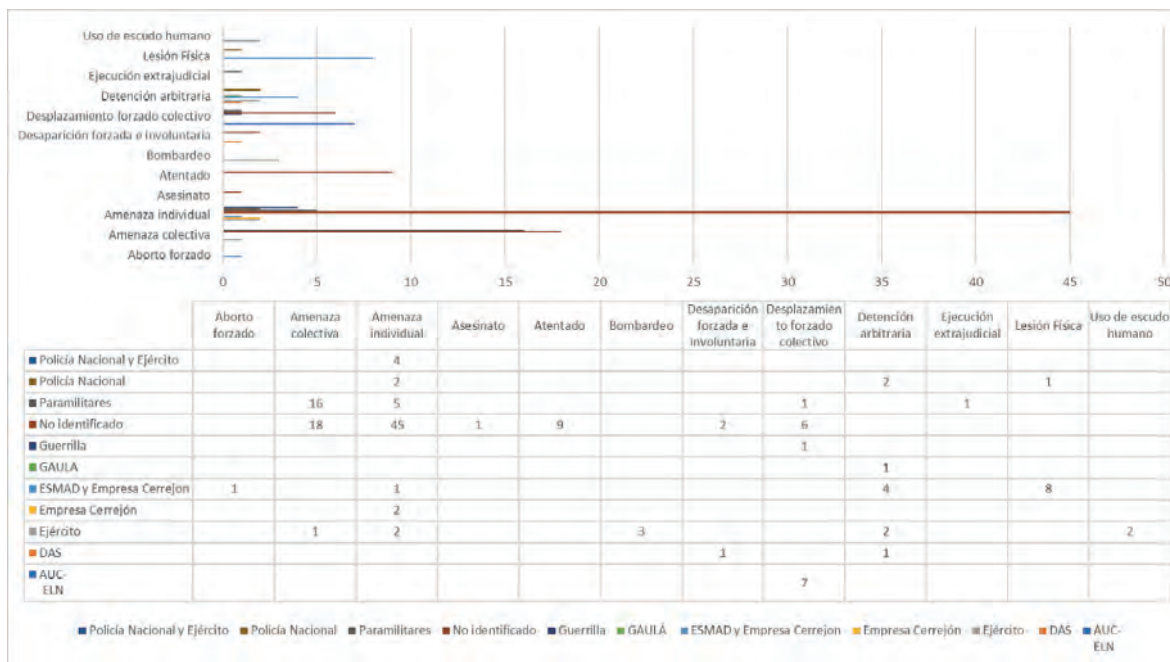 Uso de escudo humano
Lesión Física
Ejecución extrajudicial
Detención arbitraria
Desplazamiento forzado colectivo
Desaparición forzada e involuntaria
Bombardeo
Atentado
Asesinato
Amenaza individual
Amenaza colectiva
Aborto forzado
0 5 10 15 20 25 30 35 40 45 50
Aborto forzado Amenaza colectiva Amenaza individual Asesinato Atentado Bombardeo Desaparición forzada e involuntaria Desplazamien to forzado colectivo Detención arbitraria Ejecución extrajudicial Lesión Física Uso de escudo humano
Policía Nacional y Ejército 4
Policía Nacional 2 2 1
Paramilitares 16 5 1 1
No identificado 18 45 1 9 2 6
Guerrilla 1
GAULA 1
ESMAD y Empresa Cerrejon 1 1 4 8
Empresa Cerrejón 2
Ejército 1 2 3 2 2
DAS 1 1
AUC-
ELN 7
Policía Nacional y Ejército Policía Nacional Paramilitares No identificado Guerrilla GAULA ESMAD y Empresa Cerrejon Empresa Cerrejón Ejército DAS AUC-
ELN